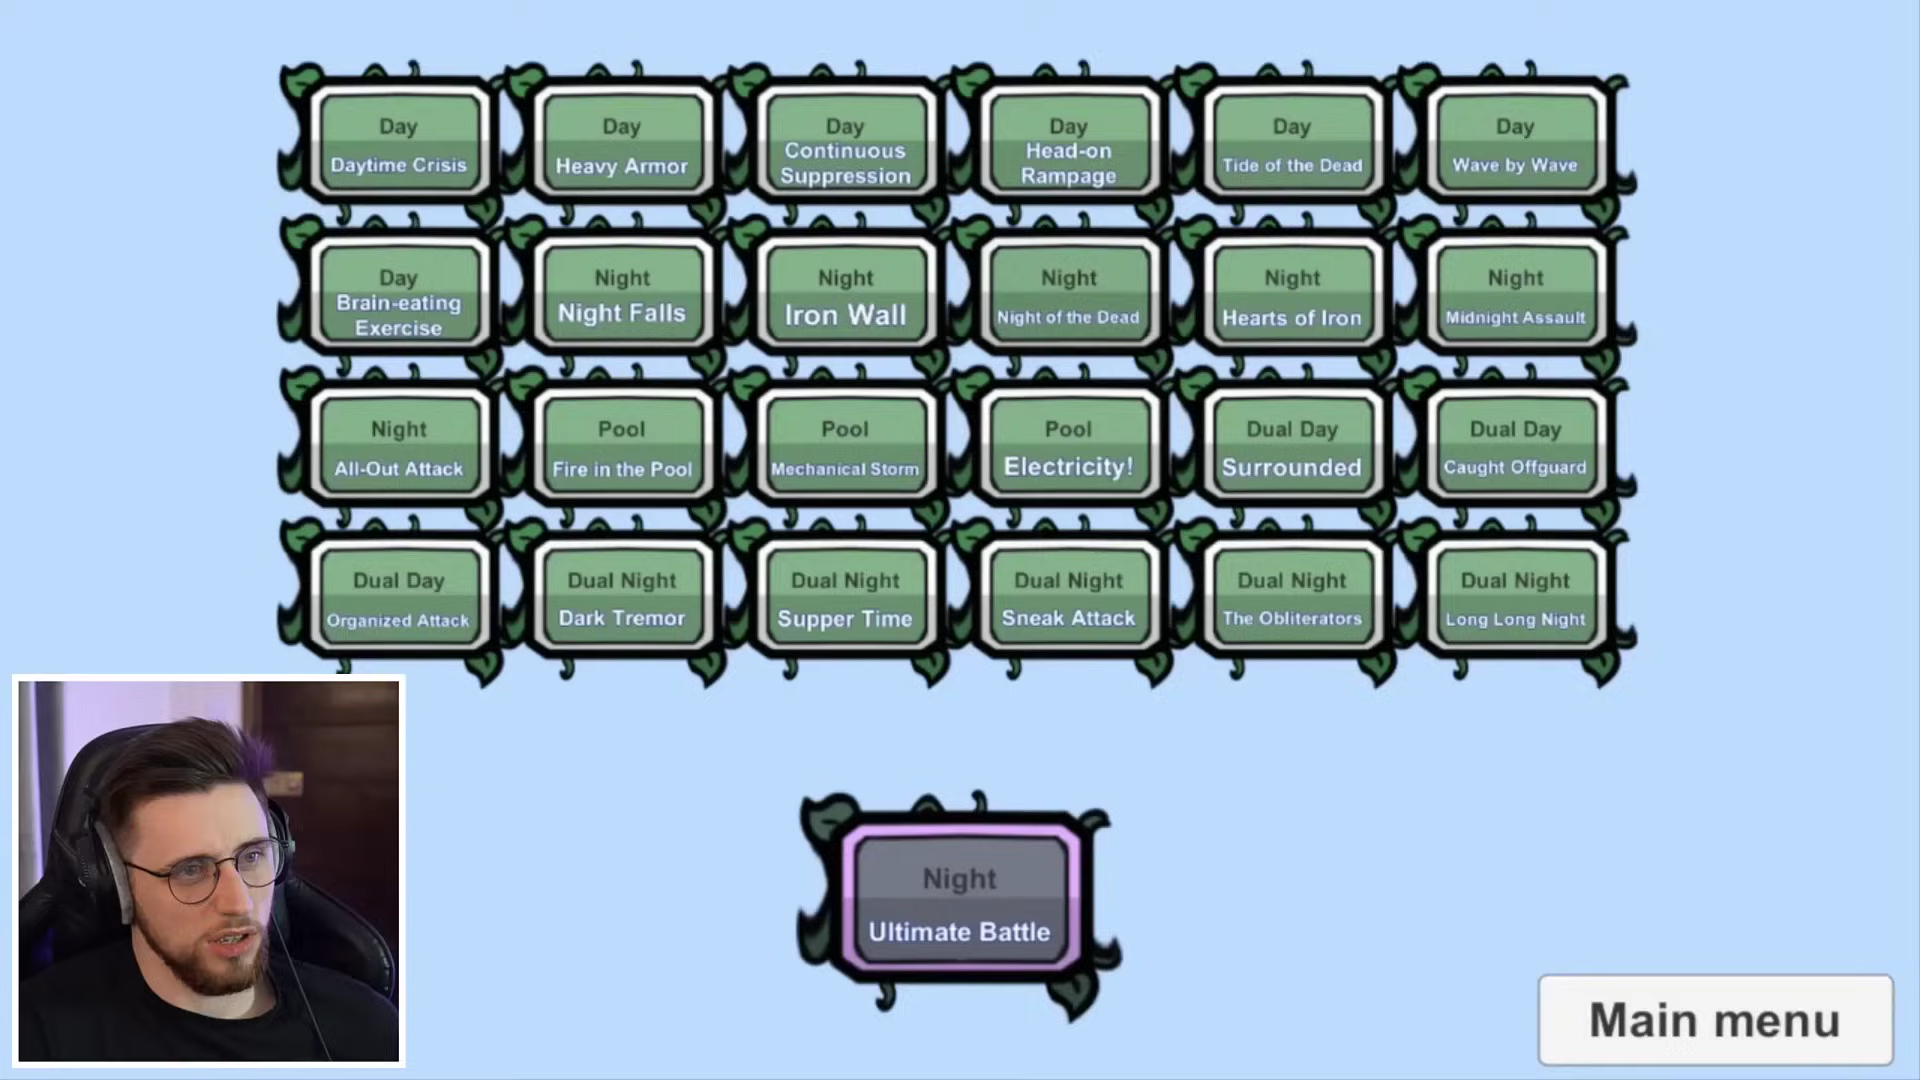 Day
Daytime Crisis
Day
Heavy Armor
Day
Continuous
Suppression
Day
Head-on
Rampage
Day
Tide of the Dead
Day
Wave by Wave
Day
Brain-eating
Exercise
Night
Night Falls
Night
Iron Wall
Night
Night of the Dead
Night
Hearts of Iron
Night
Midnight Assault
Night
All-Out Attack
Pool
Fire in the Pool
Pool
Mechanical Storm
Pool
Electricity!
Dual Day
Surrounded
Dual Day
Caught Offguard
Dual Day
Organized Attack
Dual Night
Dark Tremor
Dual Night
Supper Time
Dual Night
Sneak Attack
Dual Night
The Obliterators
Dual Night
Long Long Night
Night
Ultimate Battle
Main menu